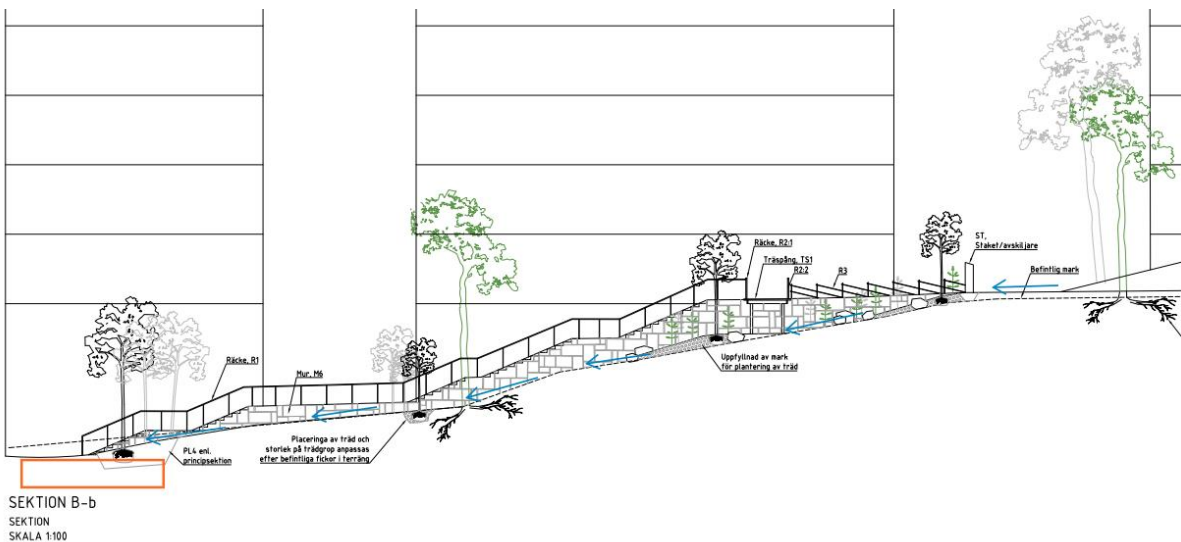 Räcke, R2:1
Träspång, TS1
R2:2
R3
ST,
Staket/avskiljare
Befintlig mark
Räcke, R1
Mur, M6
Uppfyllnad av mark
för plantering av träd
PL4 enl.
principsektion
Placeringa av träd och
storlek på trädgrop anpassas
efter befintliga fickor i terräng
SEKTION B-b
SEKTION
SKALA 1:100